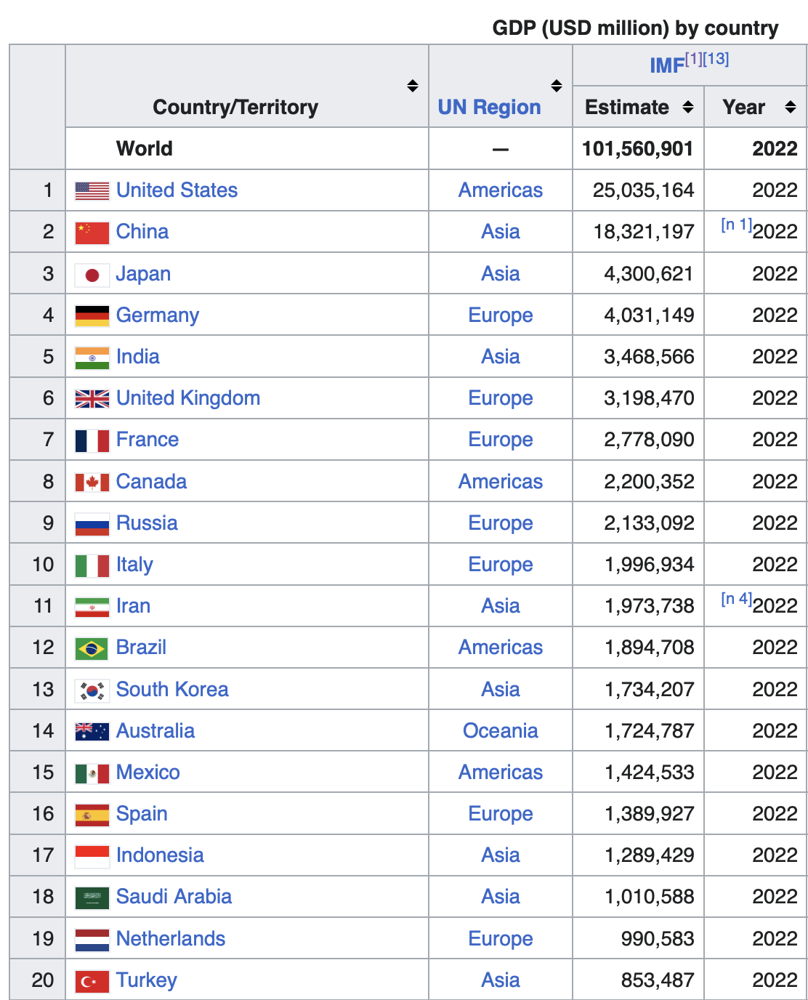 GDP (USD million) by country
Country/Territory UN Region IMF[1][13]
Estimate Year
World — 101,560,901 2022
1 United States Americas 25,035,164 2022
2 China Asia 18,321,197 [n 1]2022
3 Japan Asia 4,300,621 2022
4 Germany Europe 4,031,149 2022
5 India Asia 3,468,566 2022
6 United Kingdom Europe 3,198,470 2022
7 France Europe 2,778,090 2022
8 Canada Americas 2,200,352 2022
9 Russia Europe 2,133,092 2022
10 Italy Europe 1,996,934 2022
11 Iran Asia 1,973,738 [n 4]2022
12 Brazil Americas 1,894,708 2022
13 South Korea Asia 1,734,207 2022
14 Australia Oceania 1,724,787 2022
15 Mexico Americas 1,424,533 2022
16 Spain Europe 1,389,927 2022
17 Indonesia Asia 1,289,429 2022
18 Saudi Arabia Asia 1,010,588 2022
19 Netherlands Europe 990,583 2022
20 Turkey Asia 853,487 2022